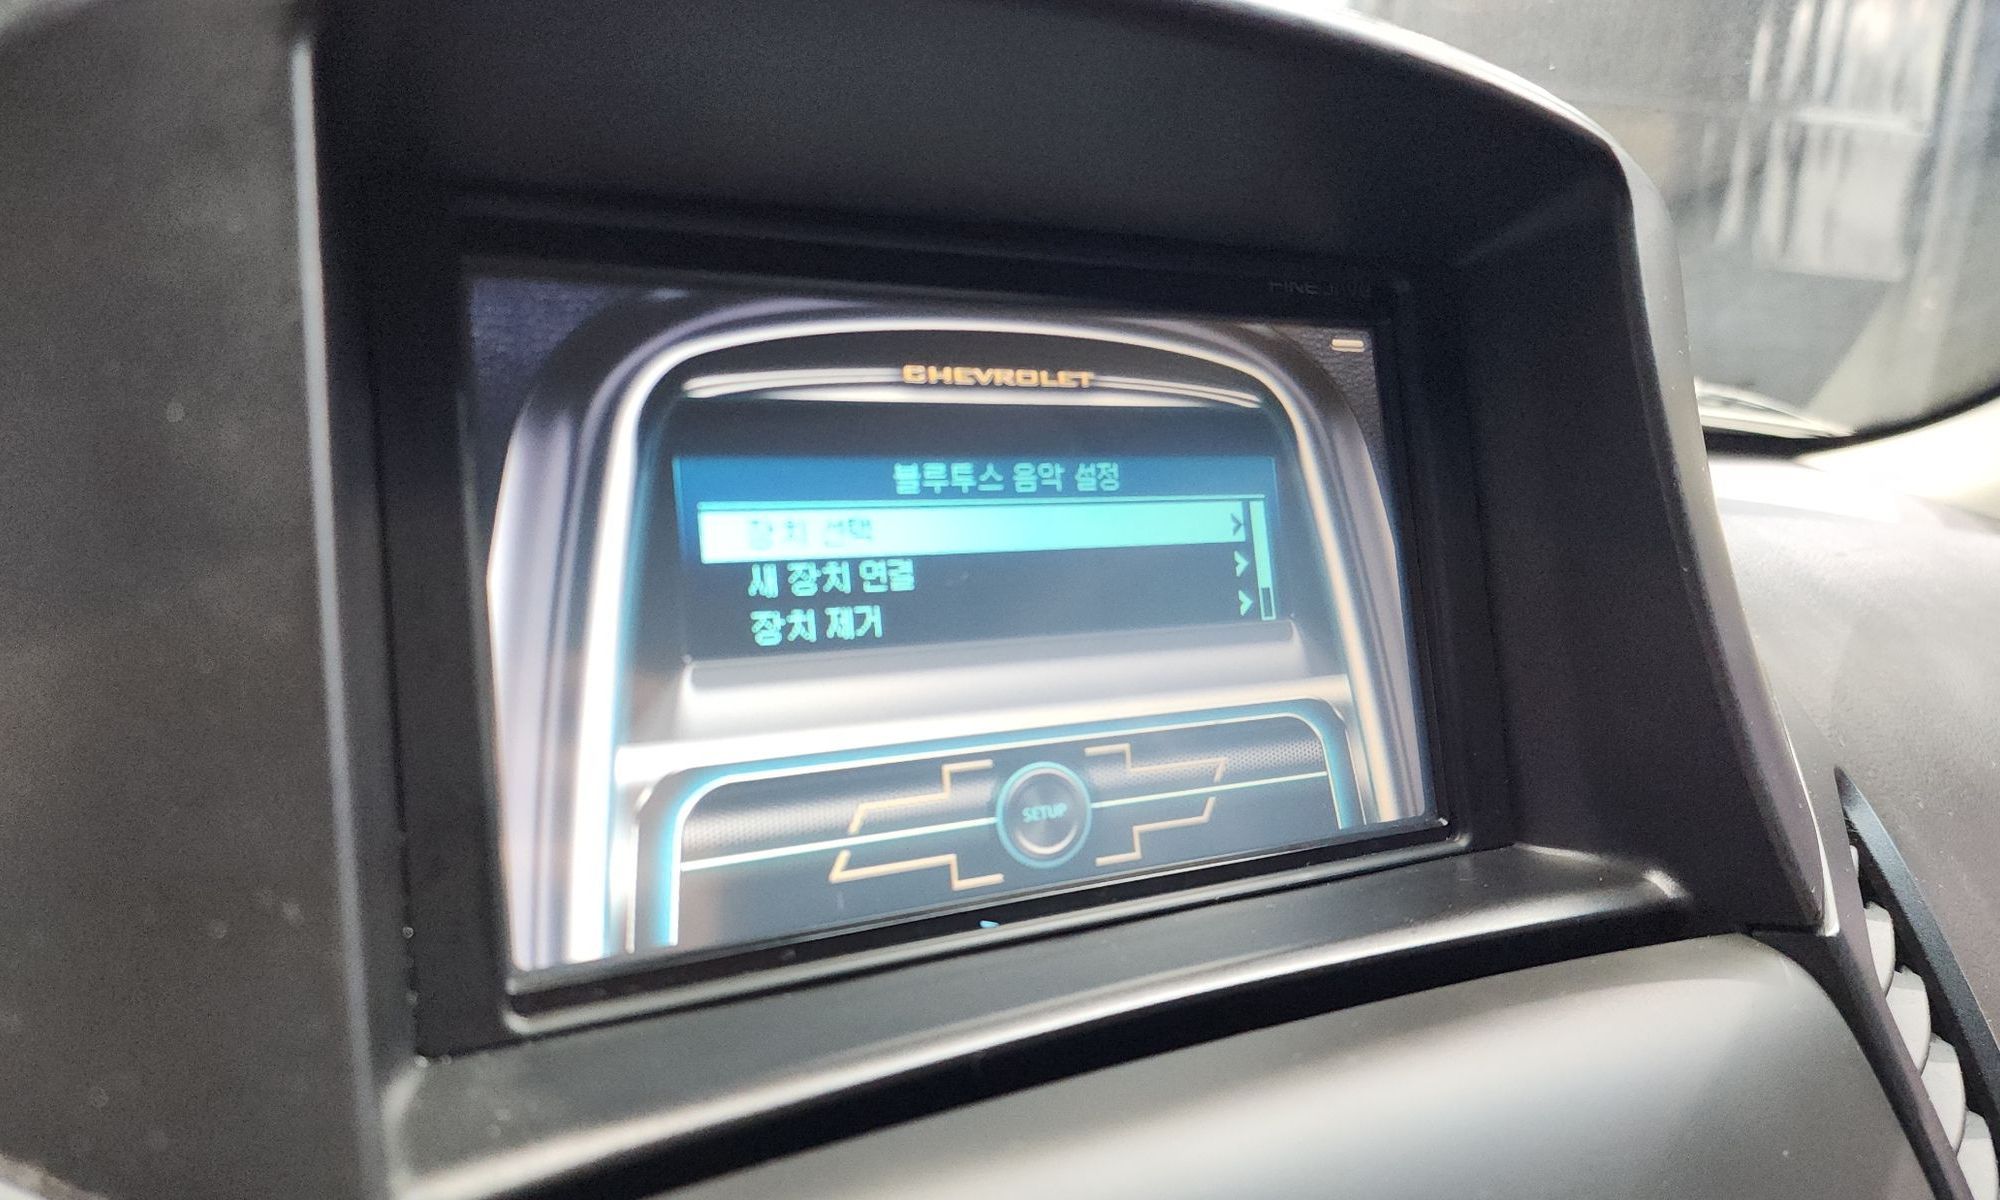 CHEVROLET
블루투스 음악 설정
장치 선택
새 장치 연결
장치 제거
SETUP